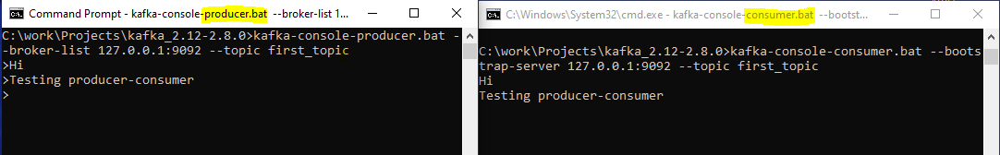 Command Prompt - kafka-console-producer.bat --broker-list 1...
C:\work\Projects\kafka_2.12-2.8.0>kafka-console-producer.bat -
-broker-list 127.0.0.1:9092 --topic first_topic
>Hi
>Testing producer-consumer
>
C:\Windows\System32\cmd.exe - kafka-console-consumer.bat --bootst...
C:\work\Projects\kafka_2.12-2.8.0>kafka-console-consumer.bat --boots
trap-server 127.0.0.1:9092 --topic first_topic
Hi
Testing producer-consumer